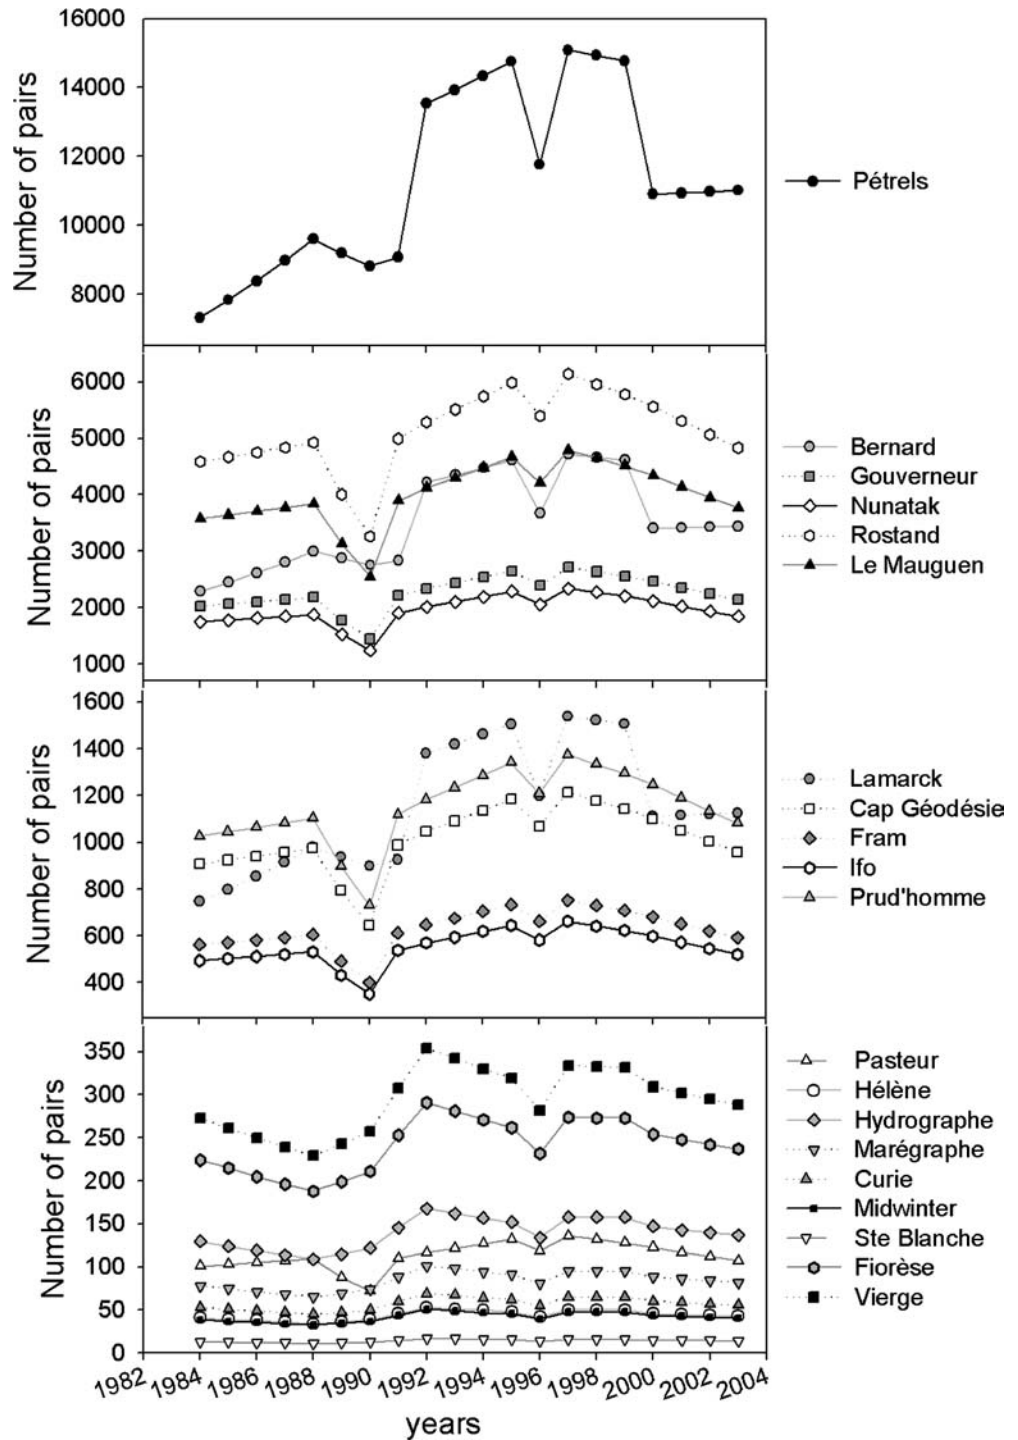 16000
14000
12000
10000
8000
Number of pairs
Pétrels
6000
5000
4000
3000
2000
1000
Number of pairs
Bernard
Gouverneur
Nunatak
Rostand
Le Mauguen
1600
1400
1200
1000
800
600
400
Number of pairs
Lamarck
Cap Géodésie
Fram
Ifo
Prud'homme
350
300
250
200
150
100
50
0
Number of pairs
Pasteur
Hélène
Hydrographe
Marégraphe
Curie
Midwinter
Ste Blanche
Fiorèse
Vierge
1982 1984 1986 1988 1990 1992 1994 1996 1998 2000 2002 2004
years